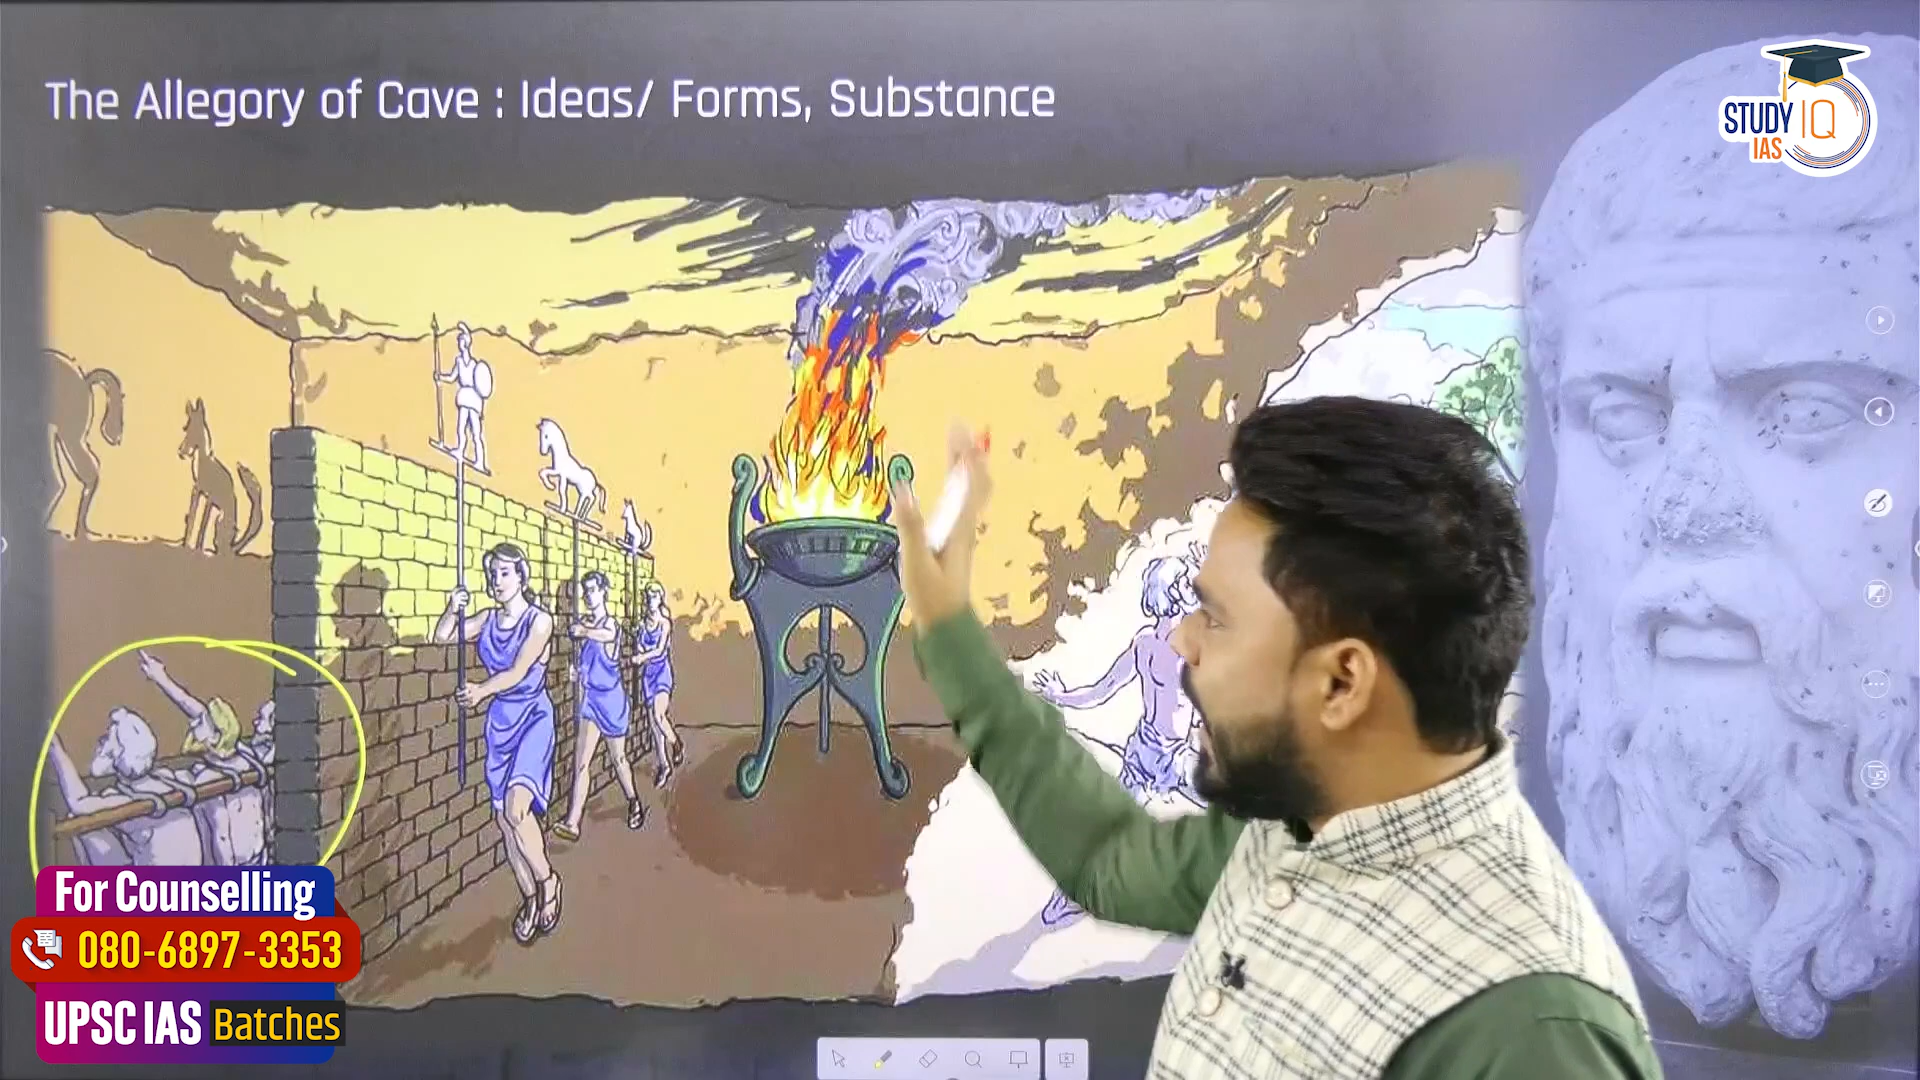 The Allegory of Cave : Ideas/ Forms, Substance
STUDY IQ
IAS
For Counselling
080-6897-3353
UPSC IAS Batches